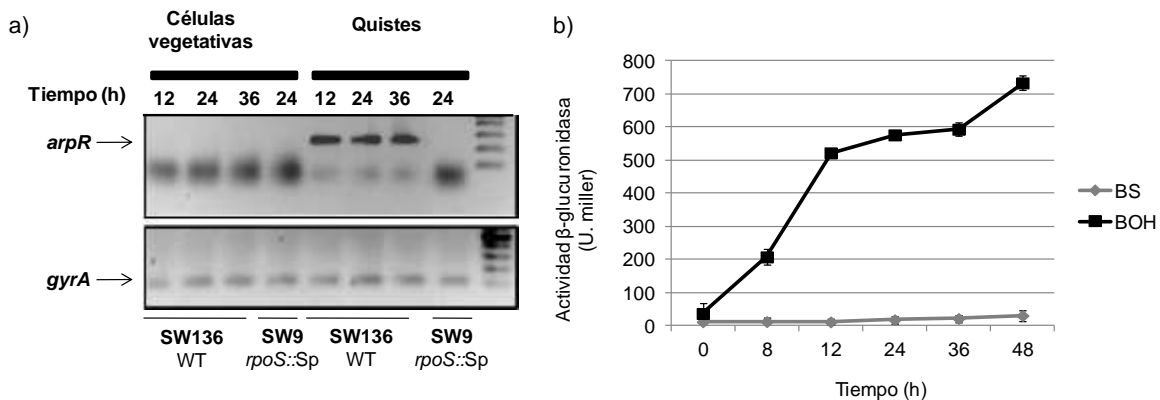 a)
Células
vegetativas
Quistes
Tiempo (h)
12 24 36 24 12 24 36 24
arpR
gyrA
SW136 SW9 SW136 SW9
WT rpoS::Sp WT rpoS::Sp
b)
Actividad β-glucuronidasa
(U. miller)
800
700
600
500
400
300
200
100
0
0 8 12 24 36 48
Tiempo (h)
BS
BOH